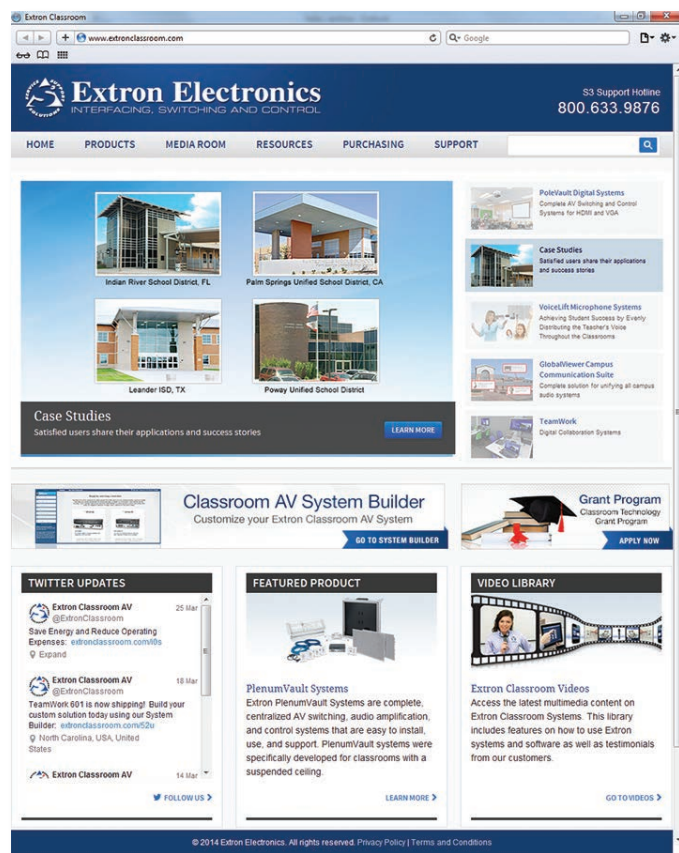 Extron Classroom
www.extronclassroom.com
Google
Extron Electronics
INTERFACING, SWITCHING AND CONTROL
S3 Support Hotline
800.633.9876
HOME PRODUCTS MEDIA ROOM RESOURCES PURCHASING SUPPORT
Indian River School District, FL
Palm Springs Unified School District, CA
Leander ISD, TX
Poway Unified School District
Case Studies
Satisfied users share their applications and success stories
LEARN MORE
PoleVault Digital Systems
Complete AV Switching and Control
Systems for HDMI and VGA
Case Studies
Satisfied users share their applications
and success stories
VoiceLift Microphone Systems
Achieving Student Success by Evenly
Distributing the Teacher's Voice
Throughout the Classrooms
GlobalViewer Campus
Communication Suite
Complete solution for unifying all campus
audio systems
TeamWork
Digital Collaboration Systems
Classroom AV System Builder
Customize your Extron Classroom AV System
GO TO SYSTEM BUILDER
Grant Program
Classroom Technology
Grant Program
APPLY NOW
TWITTER UPDATES
Extron Classroom AV 25 Mar
@ExtronClassroom
Save Energy and Reduce Operating
Expenses: extronclassroom.com/i0s
Expand
Extron Classroom AV 18 Mar
@ExtronClassroom
TeamWork 601 is now shipping! Build your
custom solution today using our System
Builder: extronclassroom.com/52u
North Carolina, USA, United
States
Extron Classroom AV 14 Mar
FOLLOW US
FEATURED PRODUCT
PlenumVault Systems
Extron PlenumVault Systems are complete,
centralized AV switching, audio amplification,
and control systems that are easy to install,
use, and support. PlenumVault systems were
specifically developed for classrooms with a
suspended ceiling.
LEARN MORE
VIDEO LIBRARY
Extron Classroom Videos
Access the latest multimedia content on
Extron Classroom Systems. This library
includes features on how to use Extron
systems and software as well as testimonials
from our customers.
GO TO VIDEOS
© 2014 Extron Electronics. All rights reserved. Privacy Policy | Terms and Conditions